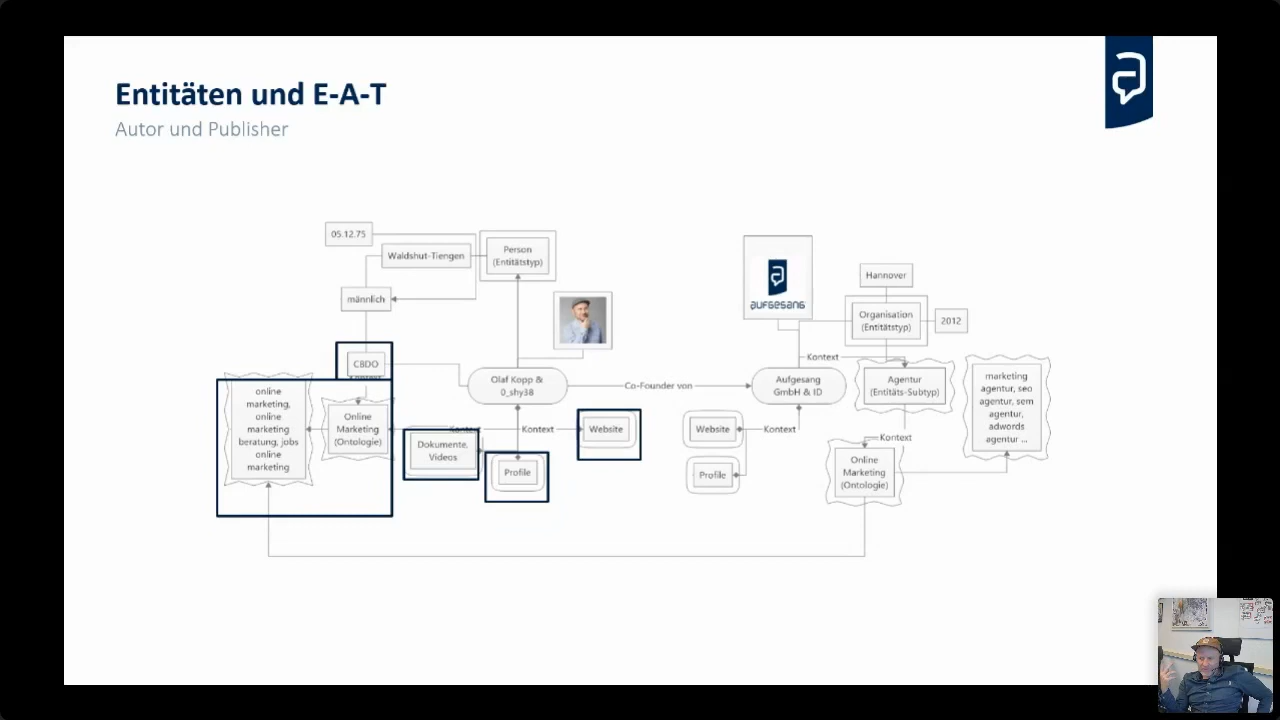 Entitäten und E-A-T
Autor und Publisher
05.12.75
Waldshut-Tiengen
Person
(Entitätstyp)
männlich
CBDO
online
marketing,
online
marketing
beratung, jobs
online
marketing
Online
Marketing
(Ontologie)
Olaf Kopp &
0_shy38
Kontext
Dokumente,
Videos
Profile
Website
Co-Founder von
aufgesang
Hannover
Organisation
(Entitätstyp)
2012
Kontext
Aufgesang
GmbH & ID
Agentur
(Entitäts-Subtyp)
marketing
agentur, seo
agentur, sem
agentur,
adwords
agentur ...
Website
Kontext
Profile
Kontext
Online
Marketing
(Ontologie)